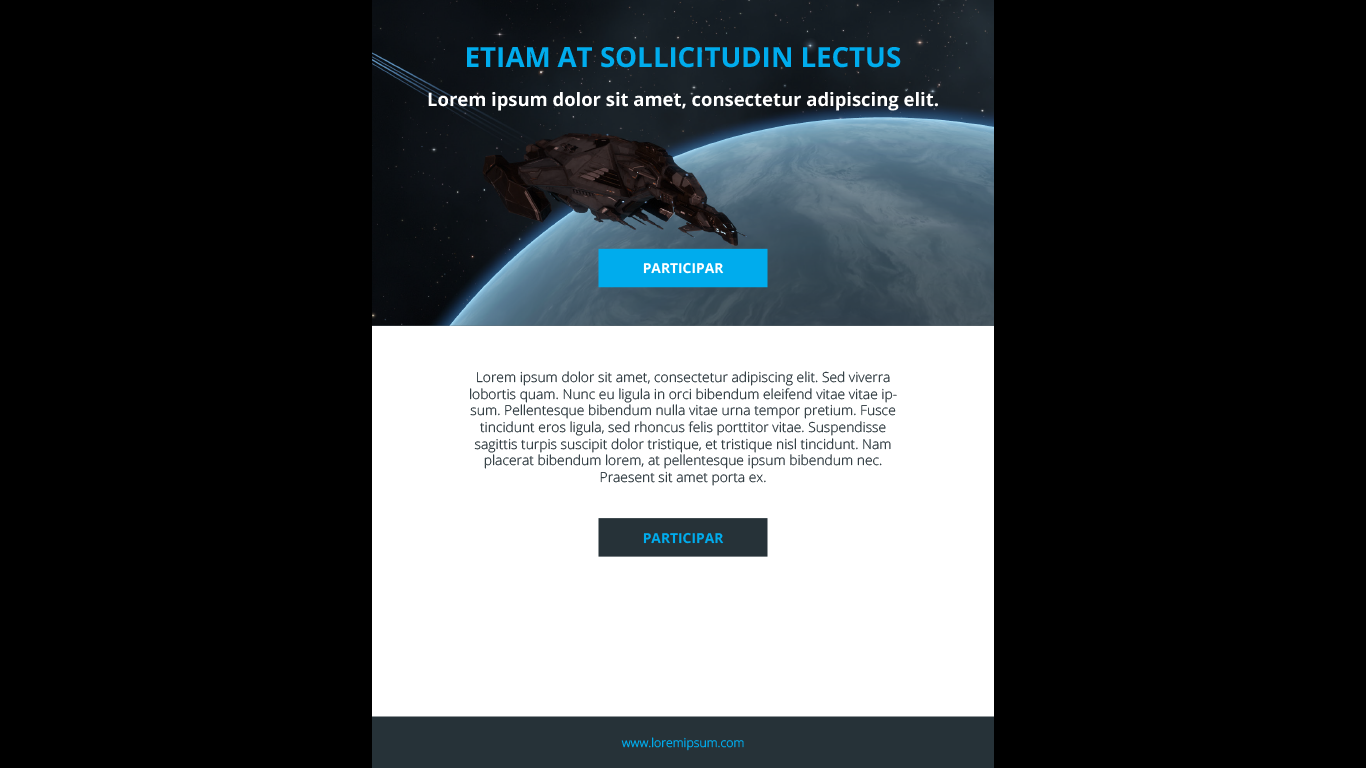 ETIAM AT SOLLICITUDIN LECTUS
Lorem ipsum dolor sit amet, consectetur adipiscing elit.
PARTICIPAR
Lorem ipsum dolor sit amet, consectetur adipiscing elit. Sed viverra
lobortis quam. Nunc eu ligula in orci bibendum eleifend vitae vitae ip-
sum. Pellentesque bibendum nulla vitae urna tempor pretium. Fusce
tincidunt eros ligula, sed rhoncus felis porttitor vitae. Suspendisse
sagittis turpis suscipit dolor tristique, et tristique nisl tincidunt. Nam
placerat bibendum lorem, at pellentesque ipsum bibendum nec.
Praesent sit amet porta ex.
PARTICIPAR
www.loremipsum.com